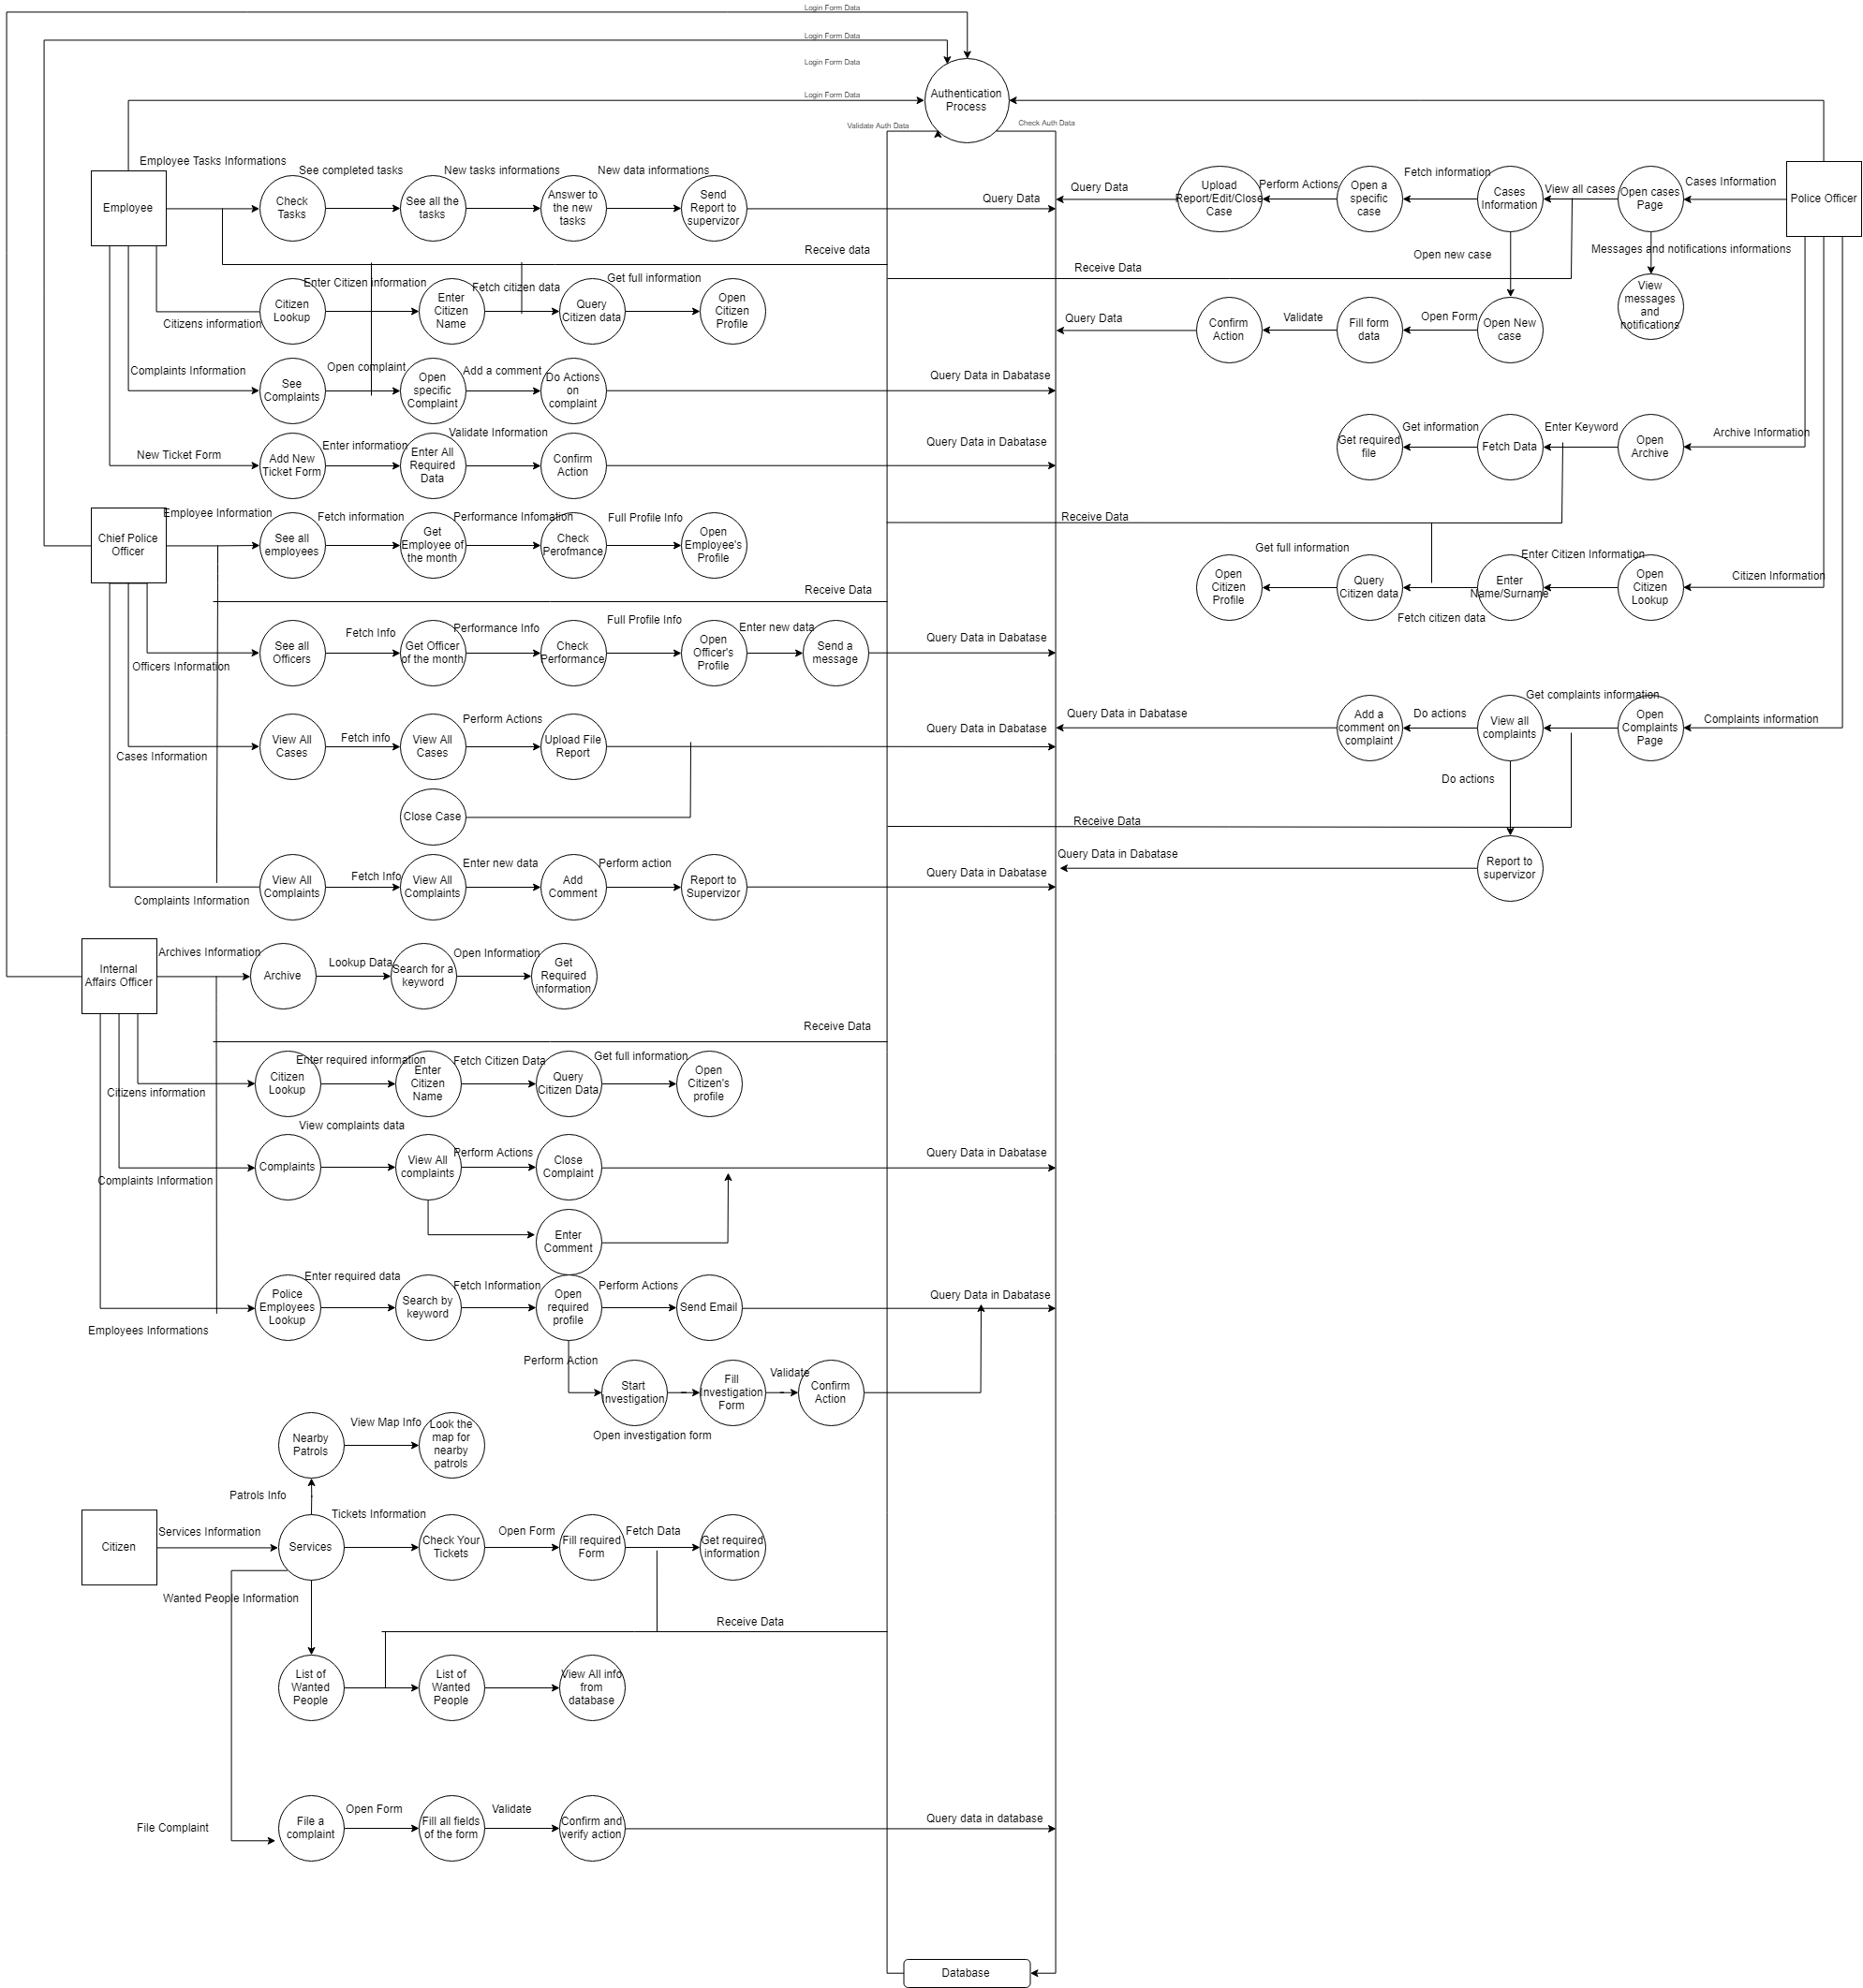 Login Form Data
Login Form Data
Login Form Data
Login Form Data
Authentication
Process
Validate Auth Data
Check Auth Data
Employee
Employee Tasks Informations
Check
Tasks
See completed tasks
See all the
tasks
New tasks informations
Answer to
the new
tasks
New data informations
Send
Report to
supervizor
Query Data
Receive data
Citizens information
Citizen
Lookup
Enter Citizen information
Enter
Citizen
Name
Fetch citizen data
Query
Citizen data
Get full information
Open
Citizen
Profile
Complaints Information
See
Complaints
Open complaint
Open
specific
Complaint
Add a comment
Do Actions
on
complaint
Query Data in Dabatase
New Ticket Form
Add New
Ticket Form
Enter information
Enter All
Required
Data
Validate Information
Confirm
Action
Query Data in Dabatase
Police Officer
Cases Information
Open cases
Page
View all cases
Cases
Information
Fetch information
Open a
specific
case
Perform Actions
Upload
Report/Edit/Close
Case
Query Data
Messages and notifications informations
View
messages
and
notifications
Open new case
Receive Data
Open New
case
Open Form
Fill form
data
Validate
Confirm
Action
Query Data
Archive Information
Open
Archive
Enter Keyword
Fetch Data
Get information
Get required
file
Receive Data
Citizen Information
Open
Citizen
Lookup
Enter Citizen Information
Enter
Name/Surname
Fetch citizen data
Query
Citizen data
Get full information
Open
Citizen
Profile
Complaints information
Open
Complaints
Page
Get complaints information
View all
complaints
Do actions
Add a
comment on
complaint
Query Data in Dabatase
Do actions
Receive Data
Report to
supervizor
Query Data in Dabatase
Chief Police
Officer
Employee Information
See all
employees
Fetch information
Get
Employee of
the month
Performance Infomation
Check
Perofmance
Full Profile Info
Open
Employee's
Profile
Receive Data
Officers Information
See all
Officers
Fetch Info
Get Officer
of the month
Performance Info
Check
Performance
Full Profile Info
Open
Officer's
Profile
Enter new data
Send a
message
Query Data in Dabatase
Cases Information
View All
Cases
Fetch info
View All
Cases
Perform Actions
Upload File
Report
Query Data in Dabatase
Close Case
Complaints Information
View All
Complaints
Fetch Info
View All
Complaints
Enter new data
Add
Comment
Perform action
Report to
Supervizor
Query Data in Dabatase
Internal
Affairs Officer
Archives Information
Archive
Lookup Data
Search for a
keyword
Open Information
Get
Required
information
Receive Data
Citizens information
Citizen
Lookup
Enter required information
Enter
Citizen
Name
Fetch Citizen Data
Query
Citizen Data
Get full information
Open
Citizen's
profile
Complaints Information
Complaints
View complaints data
View All
complaints
Perform Actions
Close
Complaint
Query Data in Dabatase
Enter
Comment
Employees Informations
Police
Employees
Lookup
Enter required data
Search by
keyword
Fetch Information
Open
required
profile
Perform Actions
Send Email
Query Data in Dabatase
Perform Action
Start
Investigation
Open investigation form
Fill
Investigation
Form
Validate
Confirm
Action
Citizen
Services Information
Services
Patrols Info
Nearby
Patrols
View Map Info
Look the
map for
nearby
patrols
Tickets Information
Check Your
Tickets
Open Form
Fill required
Form
Fetch Data
Get required
information
Wanted People Information
Receive Data
List of
Wanted
People
List of
Wanted
People
View All info
from
database
File Complaint
File a
complaint
Open Form
Fill all fields
of the form
Validate
Confirm and
verify action
Query data in database
Database